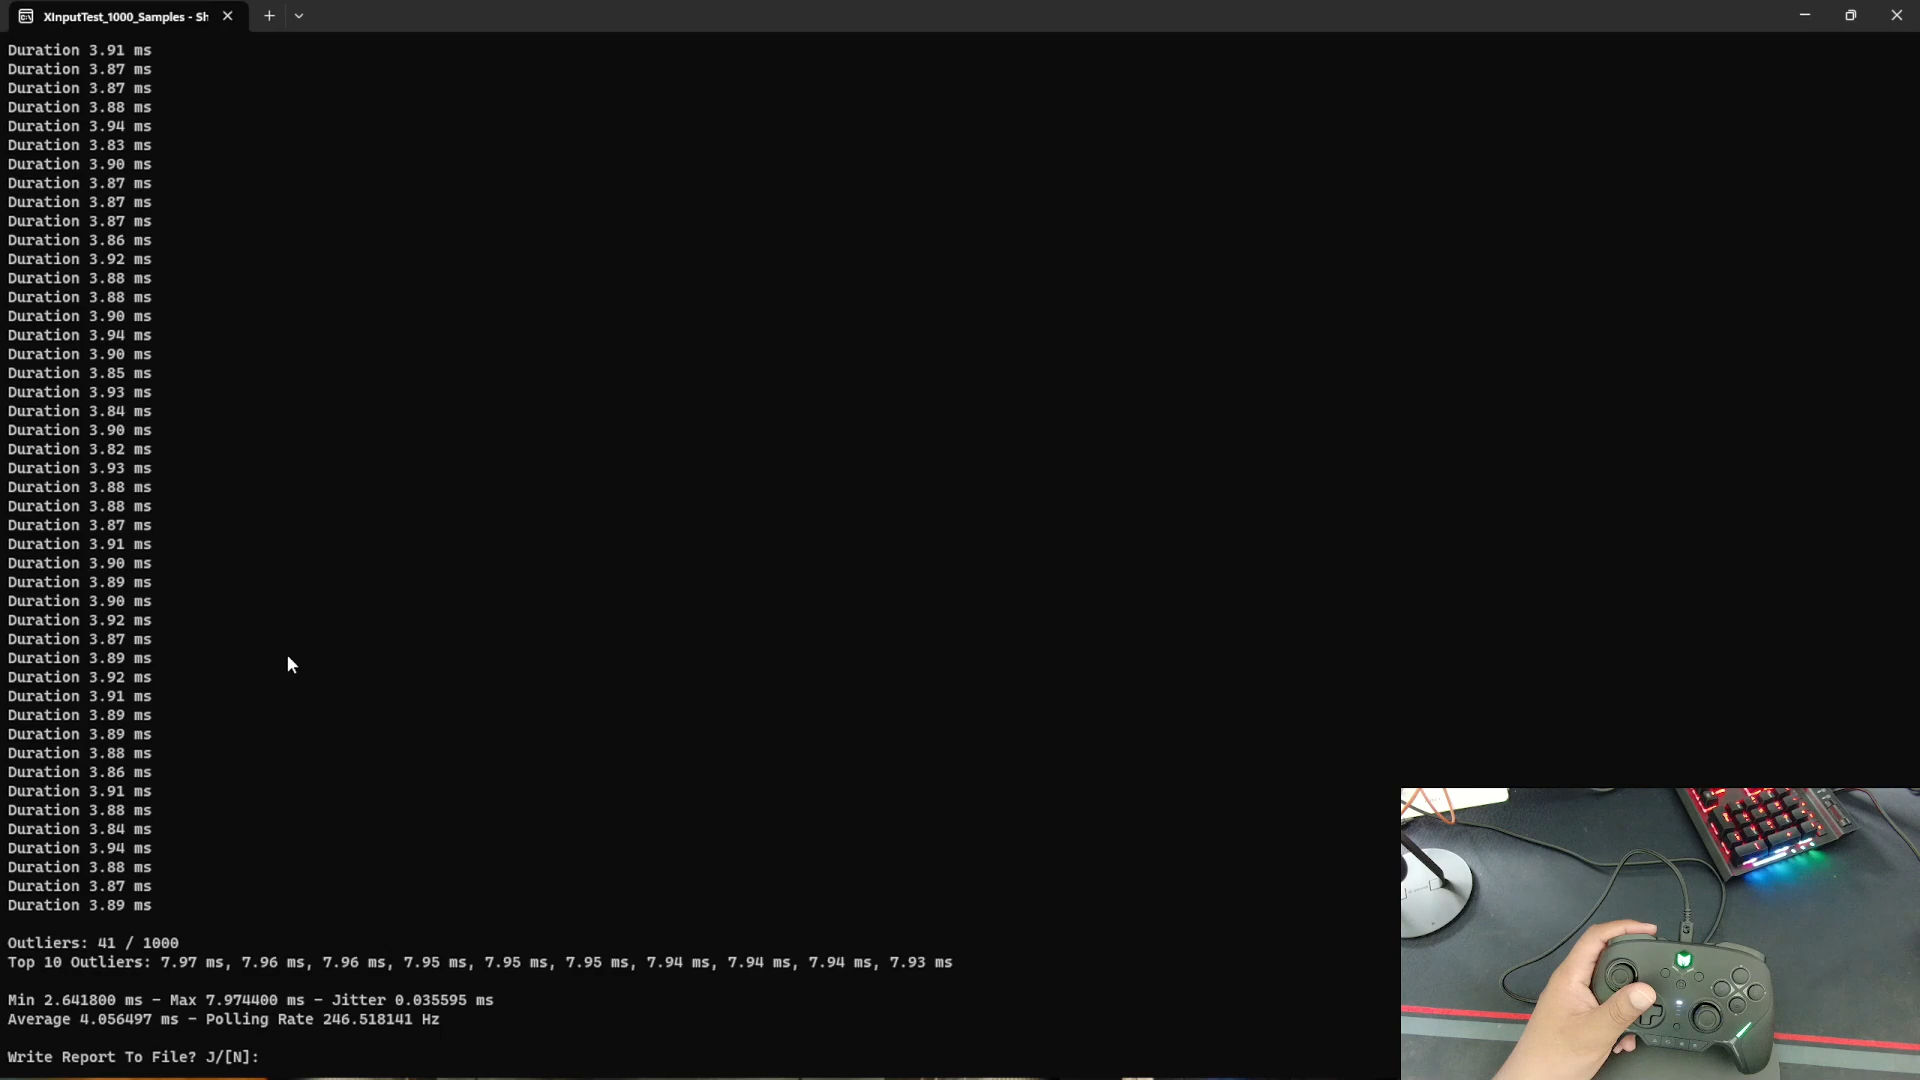 XInputTest_1000_Samples - Sh
Duration 3.91 ms
Duration 3.87 ms
Duration 3.87 ms
Duration 3.88 ms
Duration 3.94 ms
Duration 3.83 ms
Duration 3.90 ms
Duration 3.87 ms
Duration 3.87 ms
Duration 3.87 ms
Duration 3.86 ms
Duration 3.92 ms
Duration 3.88 ms
Duration 3.88 ms
Duration 3.90 ms
Duration 3.94 ms
Duration 3.90 ms
Duration 3.85 ms
Duration 3.93 ms
Duration 3.84 ms
Duration 3.90 ms
Duration 3.82 ms
Duration 3.93 ms
Duration 3.88 ms
Duration 3.88 ms
Duration 3.87 ms
Duration 3.91 ms
Duration 3.90 ms
Duration 3.89 ms
Duration 3.90 ms
Duration 3.92 ms
Duration 3.87 ms
Duration 3.89 ms
Duration 3.92 ms
Duration 3.91 ms
Duration 3.89 ms
Duration 3.89 ms
Duration 3.88 ms
Duration 3.86 ms
Duration 3.91 ms
Duration 3.88 ms
Duration 3.84 ms
Duration 3.94 ms
Duration 3.88 ms
Duration 3.87 ms
Duration 3.89 ms
Outliers: 41 / 1000
Top 10 Outliers: 7.97 ms, 7.96 ms, 7.96 ms, 7.95 ms, 7.95 ms, 7.95 ms, 7.94 ms, 7.94 ms, 7.94 ms, 7.93 ms
Min 2.641800 ms - Max 7.974400 ms - Jitter 0.035595 ms
Average 4.056497 ms - Polling Rate 246.518141 Hz
Write Report To File? J/[N]: